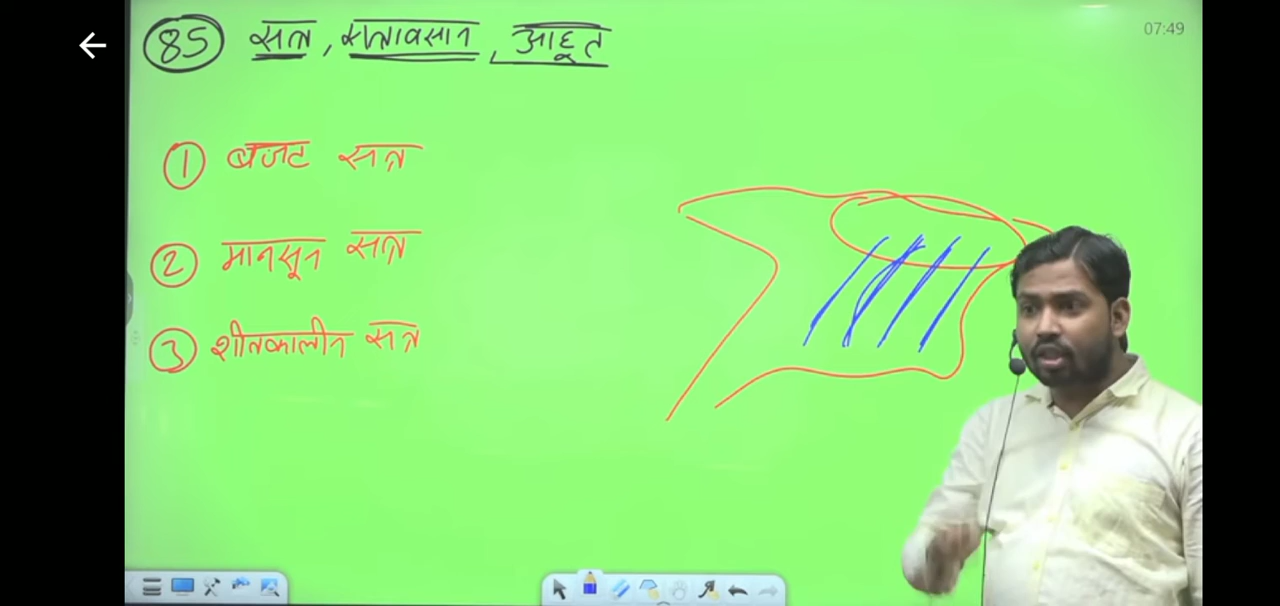 07:49
85 सत्र, सत्रावसान, आहूत
1 बजट सत्र
2 मानसून सत्र
3 शीतकालीन सत्र